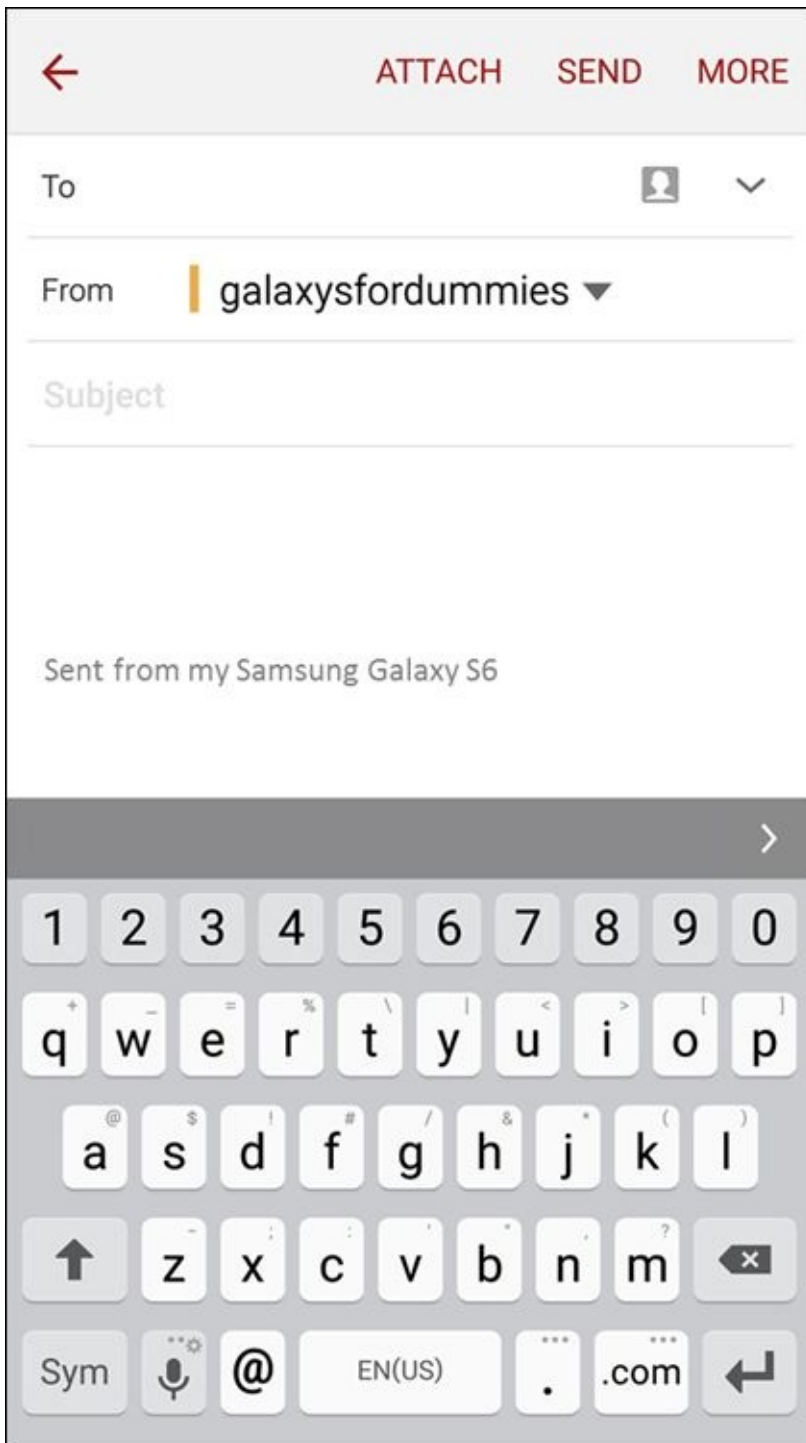 ATTACH SEND MORE
To
From galaxysfordummies
Subject
Sent from my Samsung Galaxy S6
1 2 3 4 5 6 7 8 9 0
+ _ = % \ | < > [ ]
q w e r t y u i o p
@ $ ! # / & * ( )
a s d f g h j k l
- ; : ' " , ?
z x c v b n m
Sym @ EN(US) . .com